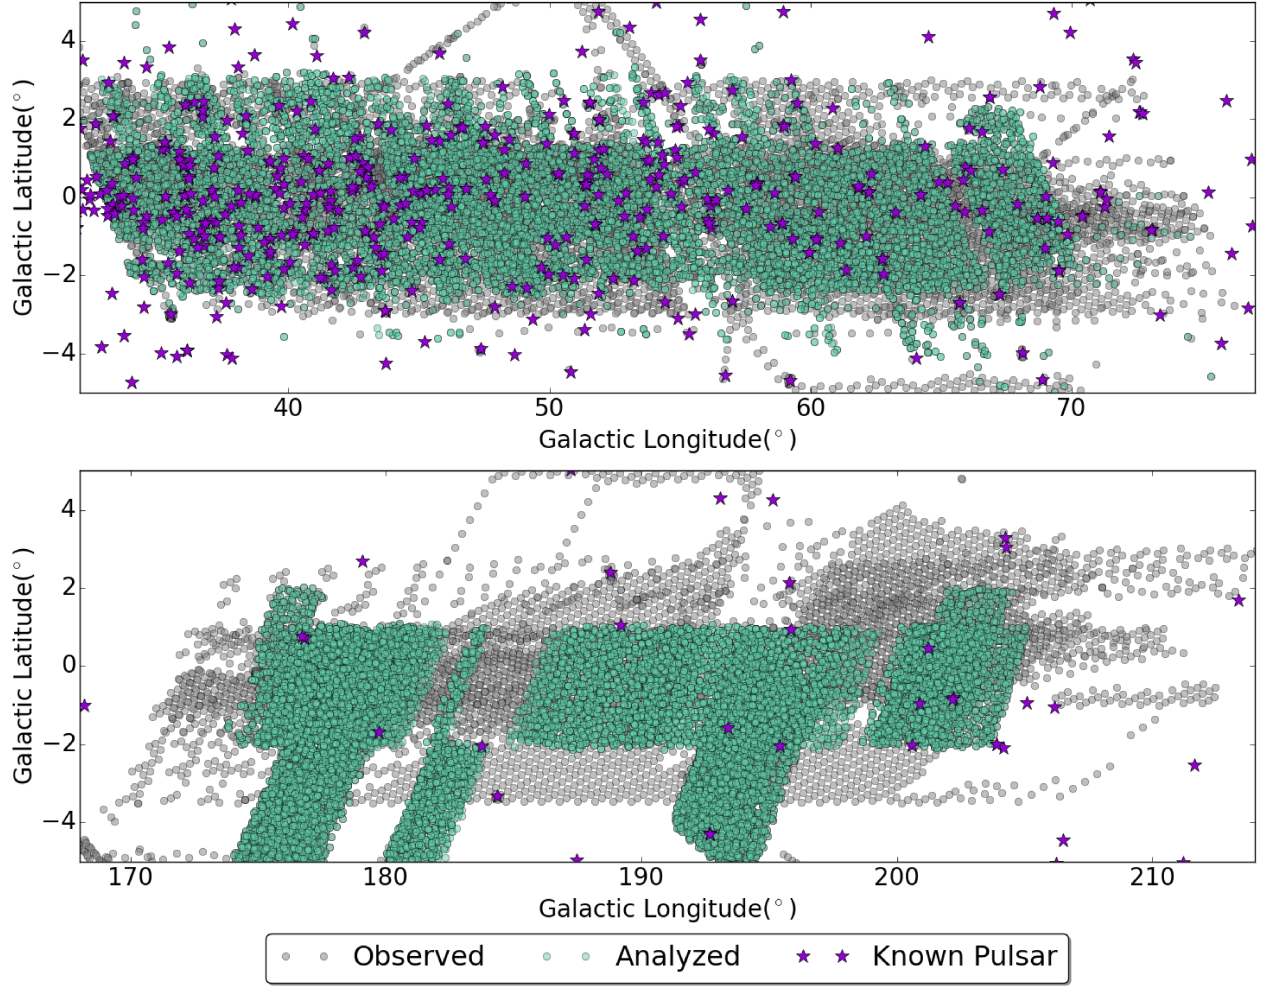 4
2
0
−2
−4
Galactic Latitude(°)
40 50 60 70
Galactic Longitude(°)
4
2
0
−2
−4
Galactic Latitude(°)
170 180 190 200 210
Galactic Longitude(°)
Observed Analyzed Known Pulsar